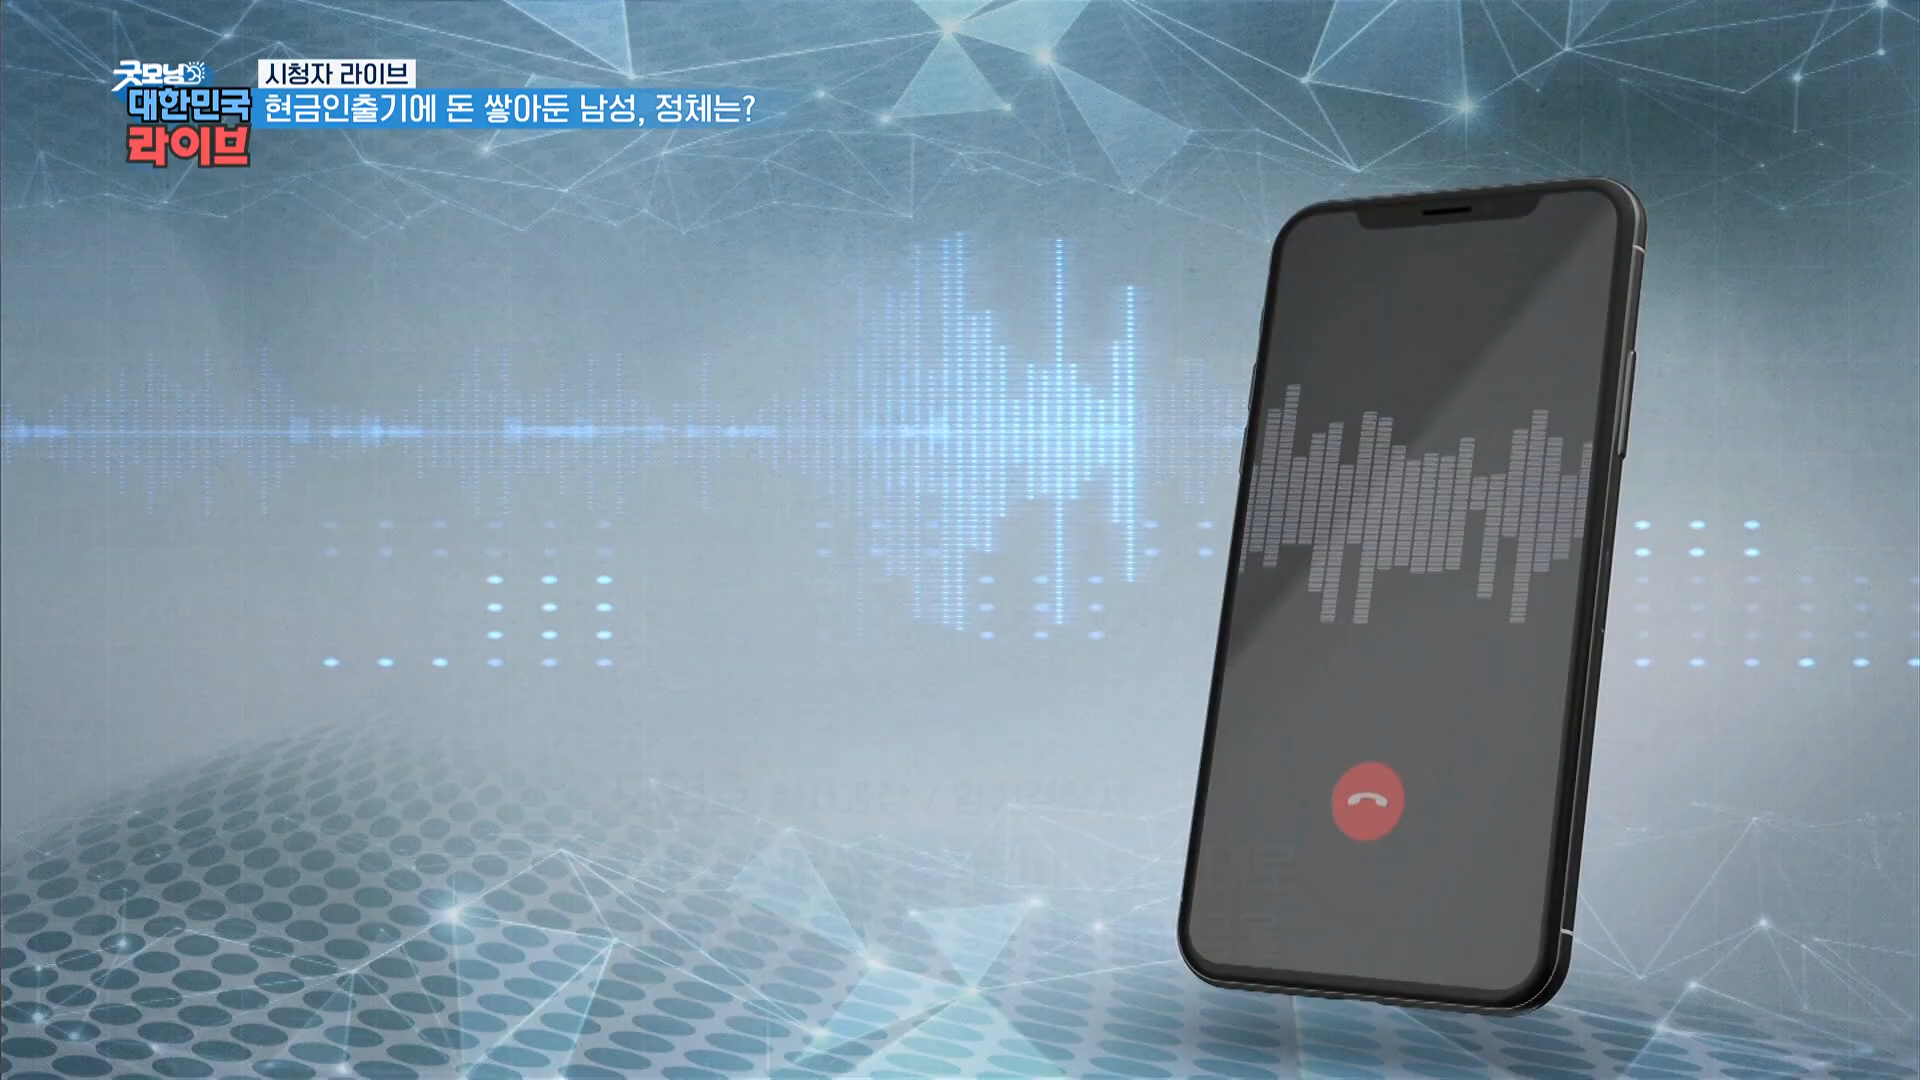 굿모닝
대한민국
라이브
시청자 라이브
현금인출기에 돈 쌓아둔 남성, 정체는?